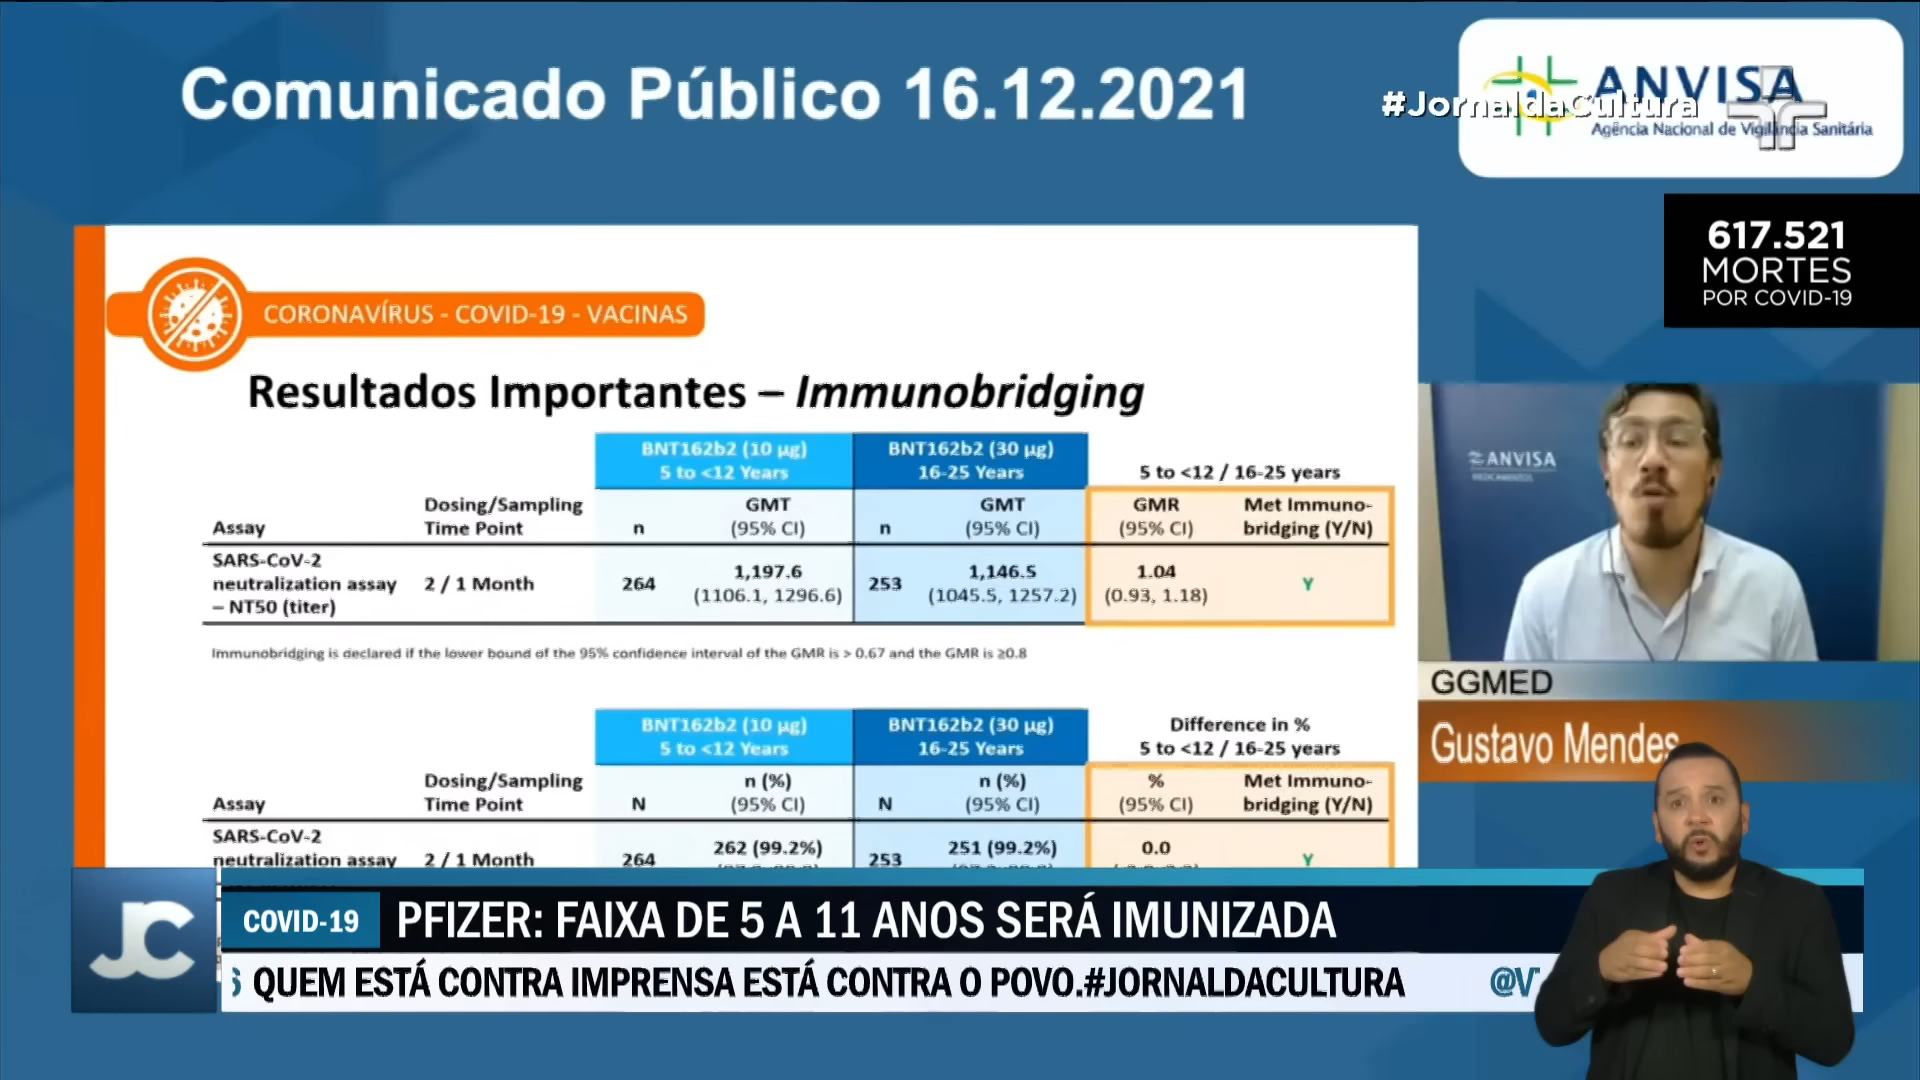 Comunicado Público 16.12.2021
#JornaldaCultura
ANVISA
Agência Nacional de Vigilância Sanitária
617.521
MORTES
POR COVID-19
CORONAVÍRUS - COVID-19 - VACINAS
Resultados Importantes – Immunobridging
BNT162b2 (10 µg)
5 to <12 Years
BNT162b2 (30 µg)
16-25 Years
5 to <12 / 16-25 years
Assay
Dosing/Sampling
Time Point
n
GMT
(95% CI)
n
GMT
(95% CI)
GMR
(95% CI)
Met Immuno-
bridging (Y/N)
SARS-CoV-2
neutralization assay
– NT50 (titer)
2 / 1 Month
264
1,197.6
(1106.1, 1296.6)
253
1,146.5
(1045.5, 1257.2)
1.04
(0.93, 1.18)
Y
Immunobridging is declared if the lower bound of the 95% confidence interval of the GMR is > 0.67 and the GMR is ≥0.8
BNT162b2 (10 µg)
5 to <12 Years
BNT162b2 (30 µg)
16-25 Years
Difference in %
5 to <12 / 16-25 years
Assay
Dosing/Sampling
Time Point
N
n (%)
(95% CI)
N
n (%)
(95% CI)
%
(95% CI)
Met Immuno-
bridging (Y/N)
SARS-CoV-2
neutralization assay
2 / 1 Month
264
262 (99.2%)
253
251 (99.2%)
0.0
Y
ANVISA
MEDICAMENTOS
GGMED
Gustavo Mendes
JC
COVID-19
PFIZER: FAIXA DE 5 A 11 ANOS SERÁ IMUNIZADA
QUEM ESTÁ CONTRA IMPRENSA ESTÁ CONTRA O POVO.#JORNALDACULTURA